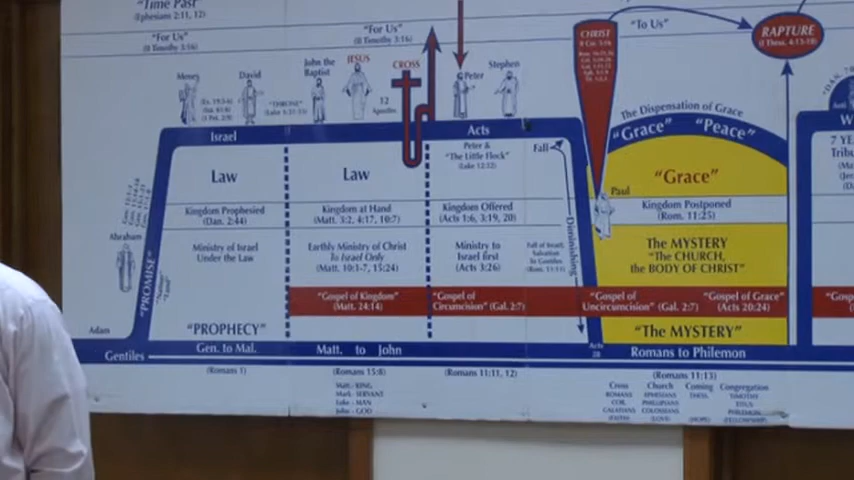 "Time Past"
(Ephesians 2:11, 12)
"For Us"
(II Timothy 3:16)
"For Us"
(II Timothy 3:16)
"To Us"
CHRIST
RAPTURE
(I Thess. 4:13-18)
Moses
David
John the
Baptist
JESUS
CROSS
12
Apostles
Peter
Stephen
"THRONE"
The Dispensation of Grace
"Grace" "Peace"
Israel
Acts
Law
Law
Peter &
"The Little Flock"
(Luke 12:32)
Fall
Paul
"Grace"
Kingdom Prophesied
(Dan. 2:44)
Kingdom at Hand
(Matt. 3:2, 4:17, 10:7)
Kingdom Offered
(Acts 1:6, 3:19, 20)
Kingdom Postponed
(Rom. 11:25)
Abraham
"PROMISE"
"Nation"
"Land"
Ministry of Israel
Under the Law
Earthly Ministry of Christ
To Israel Only
(Matt. 10:1-7, 15:24)
Ministry to
Israel first
(Acts 3:26)
Fall of Israel;
Salvation
to Gentiles
(Rom. 11:11)
Diminishing
The MYSTERY
"The CHURCH,
the BODY OF CHRIST"
"Gospel of Kingdom"
(Matt. 24:14)
"Gospel of
Circumcision" (Gal. 2:7)
"Gospel of
Uncircumcision" (Gal. 2:7)
"Gospel of Grace"
(Acts 20:24)
"Gosp
Adam
"PROPHECY"
"The MYSTERY"
Gentiles
Gen. to Mal.
Matt. to John
Acts
28
Romans to Philemon
(Romans 1)
(Romans 15:8)
(Romans 11:11, 12)
(Romans 11:13)
Matt - KING
Mark - SERVANT
Luke - MAN
John - GOD
Cross
ROMANS
COR.
GALATIANS
(FAITH)
Church
EPHESIANS
PHILIPPIANS
COLOSSIANS
(LOVE)
Coming
THESS.
(HOPE)
Congregation
TIMOTHY
TITUS
PHILEMON
(FELLOWSHIP)
7 YE
Tribu